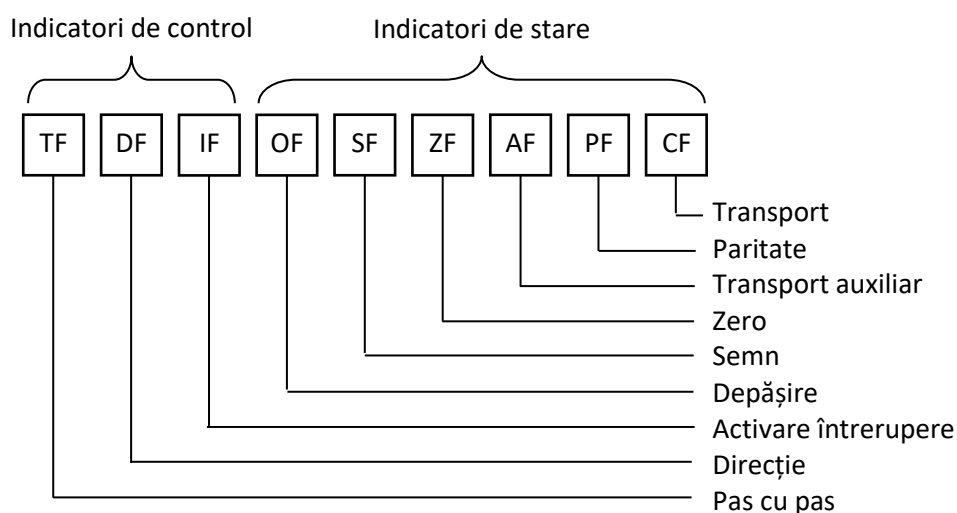 Indicatori de control Indicatori de stare
TF DF IF OF SF ZF AF PF CF
Transport
Paritate
Transport auxiliar
Zero
Semn
Depășire
Activare întrerupere
Direcție
Pas cu pas